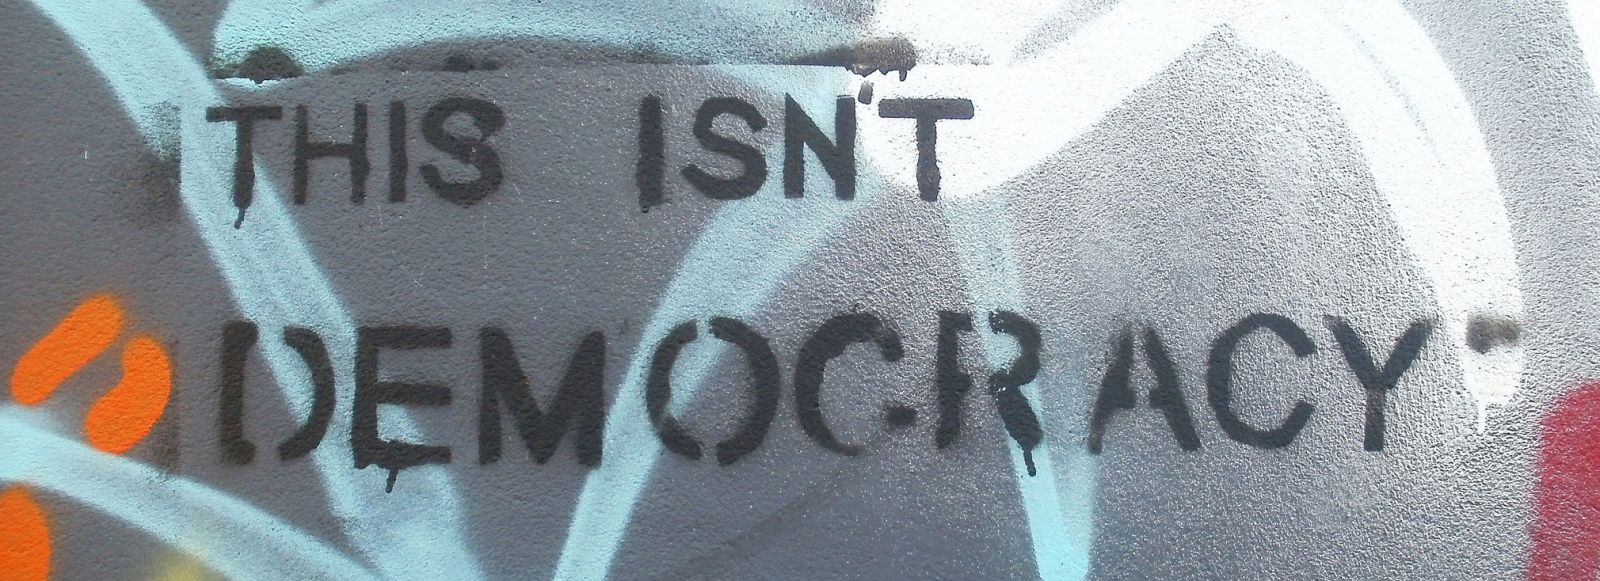 THIS ISN'T
DEMOCRACY